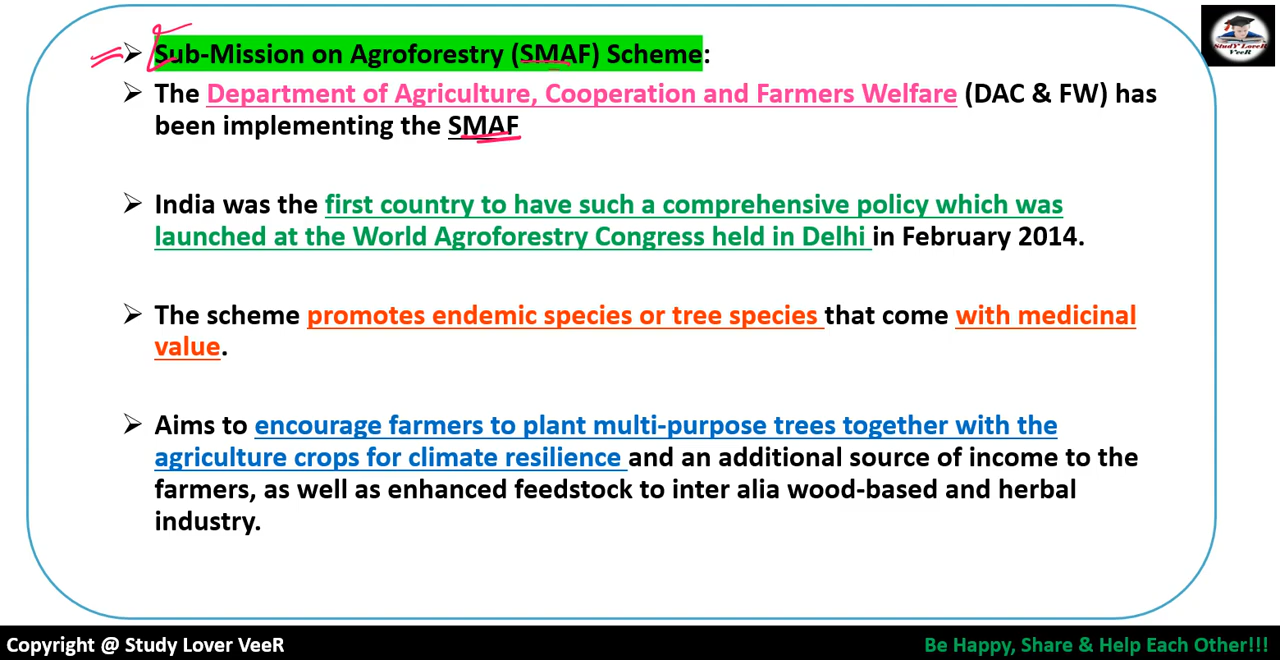 ➢ Sub-Mission on Agroforestry (SMAF) Scheme:
➢ The Department of Agriculture, Cooperation and Farmers Welfare (DAC & FW) has
been implementing the SMAF
➢ India was the first country to have such a comprehensive policy which was
launched at the World Agroforestry Congress held in Delhi in February 2014.
➢ The scheme promotes endemic species or tree species that come with medicinal
value.
➢ Aims to encourage farmers to plant multi-purpose trees together with the
agriculture crops for climate resilience and an additional source of income to the
farmers, as well as enhanced feedstock to inter alia wood-based and herbal
industry.
StudY LoveR
VeeR
Copyright @ Study Lover VeeR
Be Happy, Share & Help Each Other!!!